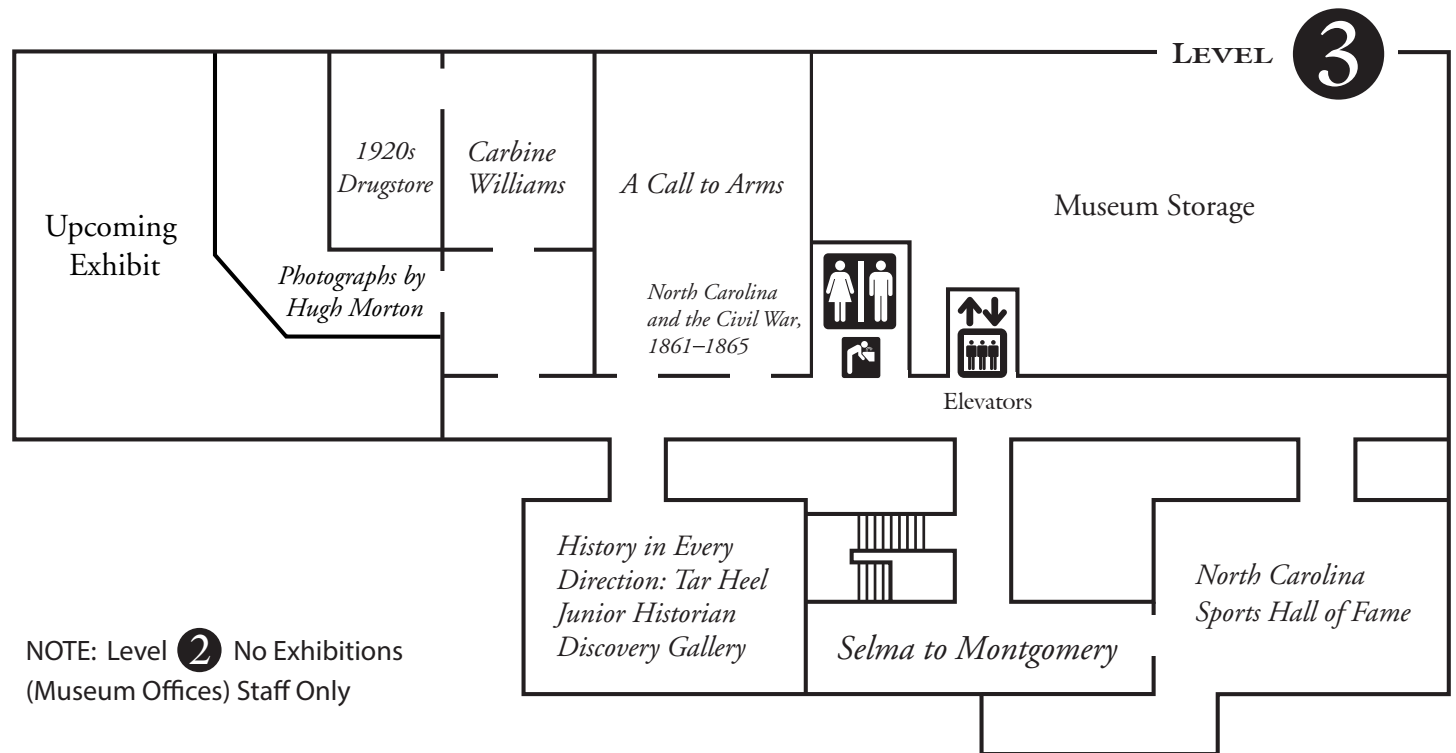 LEVEL 3
1920s
Drugstore
Carbine
Williams
A Call to Arms
Museum Storage
Upcoming
Exhibit
Photographs by
Hugh Morton
North Carolina
and the Civil War,
1861–1865
Elevators
History in Every
Direction: Tar Heel
Junior Historian
Discovery Gallery
Selma to Montgomery
North Carolina
Sports Hall of Fame
NOTE: Level 2 No Exhibitions
(Museum Offices) Staff Only